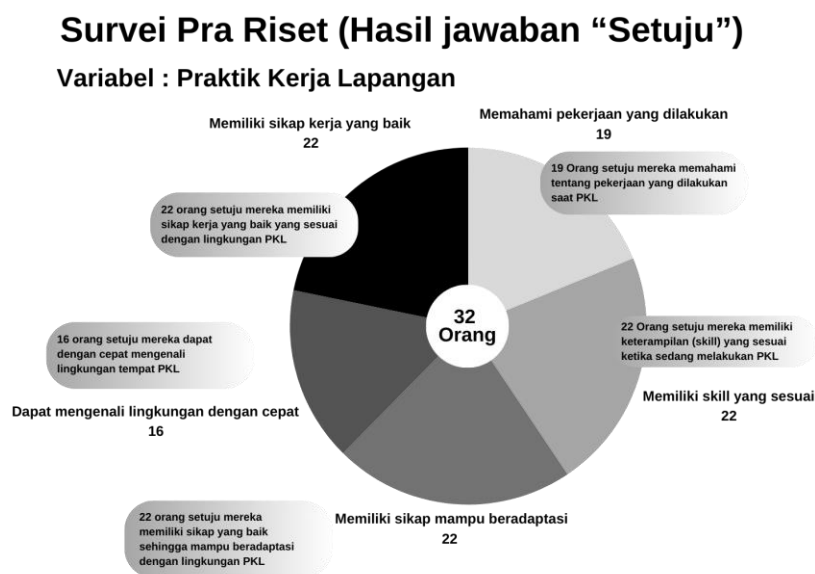 Survei Pra Riset (Hasil jawaban “Setuju”)
Variabel : Praktik Kerja Lapangan
Memiliki sikap kerja yang baik
22
22 orang setuju mereka memiliki
sikap kerja yang baik yang sesuai
dengan lingkungan PKL
Memahami pekerjaan yang dilakukan
19
19 Orang setuju mereka memahami
tentang pekerjaan yang dilakukan
saat PKL
32
Orang
16 orang setuju mereka dapat
dengan cepat mengenali
lingkungan tempat PKL
Dapat mengenali lingkungan dengan cepat
16
22 Orang setuju mereka memiliki
keterampilan (skill) yang sesuai
ketika sedang melakukan PKL
Memiliki skill yang sesuai
22
22 orang setuju mereka
memiliki sikap yang baik
sehingga mampu beradaptasi
dengan lingkungan PKL
Memiliki sikap mampu beradaptasi
22